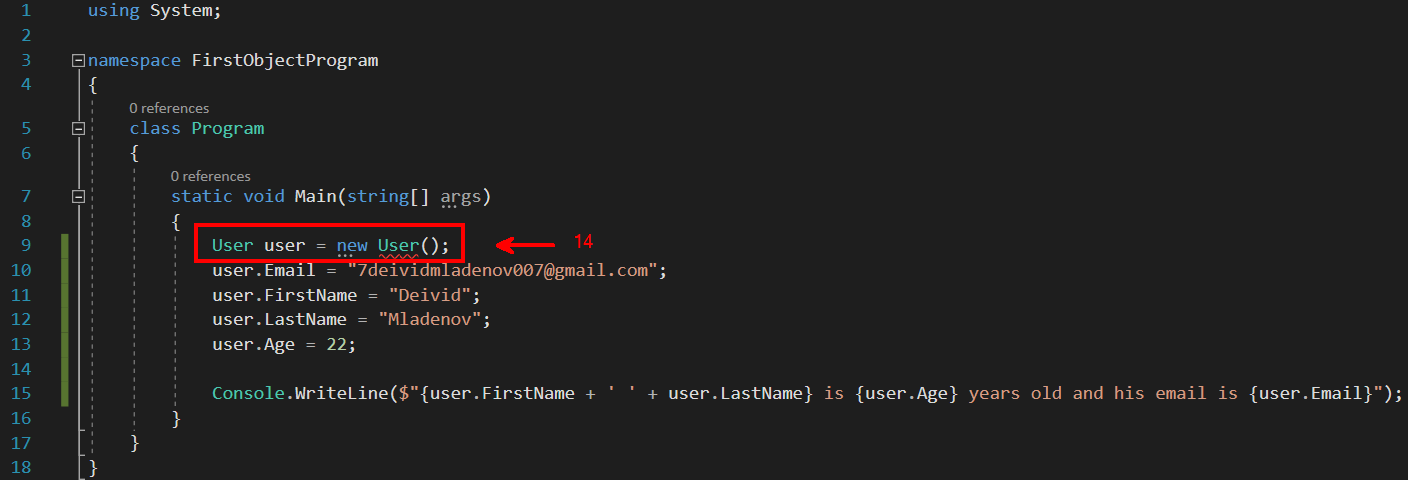 1 using System;
2
3 namespace FirstObjectProgram
4 {
0 references
5 class Program
6 {
0 references
7 static void Main(string[] args)
8 {
9 User user = new User(); 14
10 user.Email = "7deividmladenov007@gmail.com";
11 user.FirstName = "Deivid";
12 user.LastName = "Mladenov";
13 user.Age = 22;
14
15 Console.WriteLine($"{user.FirstName + ' ' + user.LastName} is {user.Age} years old and his email is {user.Email}");
16 }
17 }
18 }